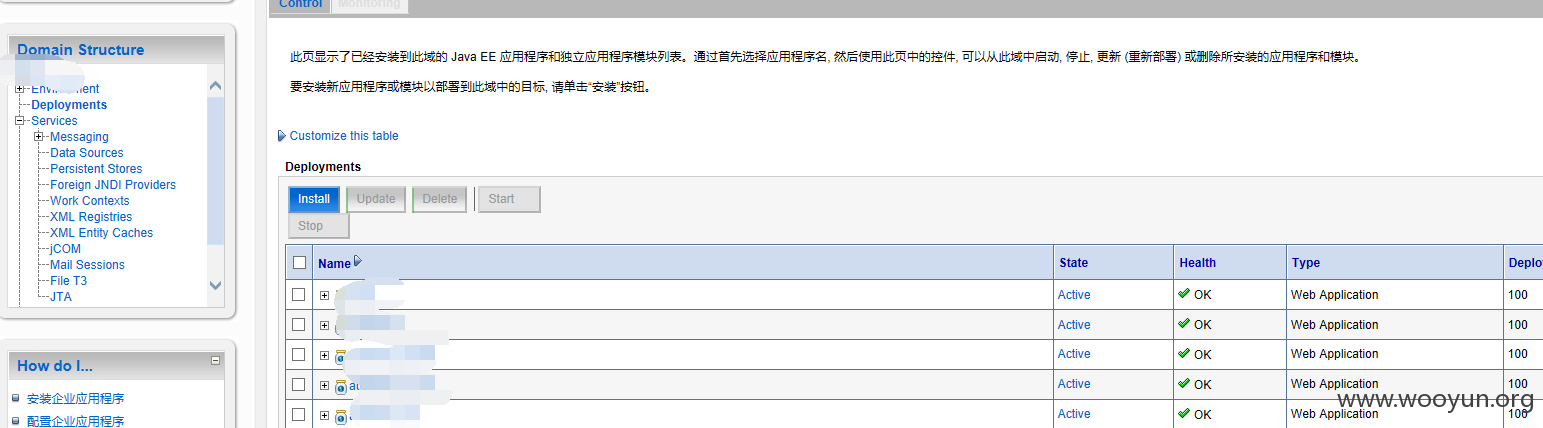 Control
Monitoring
Domain Structure
Deployments
Services
Messaging
Data Sources
Persistent Stores
Foreign JNDI Providers
Work Contexts
XML Registries
XML Entity Caches
jCOM
Mail Sessions
File T3
JTA
How do I...
安装企业应用程序
配置企业应用程序
此页显示了已经安装到此域的 Java EE 应用程序和独立应用程序模块列表。通过首先选择应用程序名, 然后使用此页中的控件, 可以从此域中启动, 停止, 更新 (重新部署) 或删除所安装的应用程序和模块。
要安装新应用程序或模块以部署到此域中的目标, 请单击“安装”按钮。
Customize this table
Deployments
Install Update Delete Start
Stop
Name State Health Type
Active OK Web Application 100
Active OK Web Application 100
Active OK Web Application 100
Active OK Web Application 100
Active OK Web Application 100
www.wooyun.org